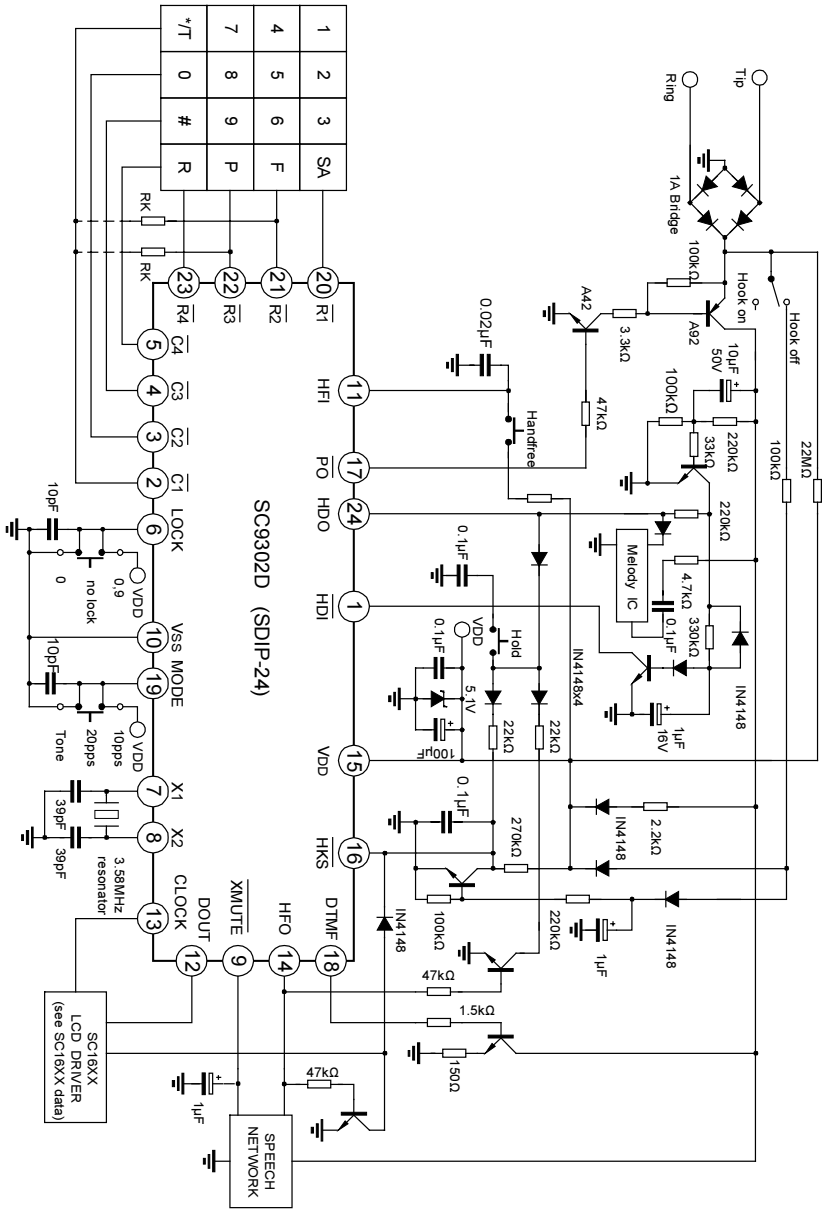 Tip
Ring
1A Bridge
Hook off
Hook on
22MΩ
100kΩ
100kΩ
A92
3.3kΩ
A42
47kΩ
10µF
50V
+
220kΩ
33kΩ
100kΩ
220kΩ
Melody IC
4.7kΩ
0.1µF
330kΩ
IN4148
1µF
16V
+
0.02µF
Handfree
0.1µF
Hold
IN4148x4
22kΩ
22kΩ
VDD
0.1µF
5.1V
100µF
+
2.2kΩ
IN4148
270kΩ
0.1µF
100kΩ
220kΩ
IN4148
1µF
+
IN4148
47kΩ
1.5kΩ
150Ω
47kΩ
1 2 3 SA
4 5 6 F
7 8 9 P
*/T 0 # R
RK
RK
20
R1
21
R2
22
R3
23
R4
5
C4
4
C3
3
C2
2
C1
11
HFI
17
PO
24
HDO
1
HDI
15
VDD
16
HKS
SC9302D (SDIP-24)
18
DTMF
14
HFO
9
XMUTE
12
DOUT
13
CLOCK
6
LOCK
10
VSS
19
MODE
7
X1
8
X2
10pF
0
no lock
0,9
VDD
10pF
Tone
20pps
10pps
VDD
39pF
39pF
3.58MHz
resonator
1µF
+
SPEECH
NETWORK
SC16XX
LCD DRIVER
(see SC16XX data)